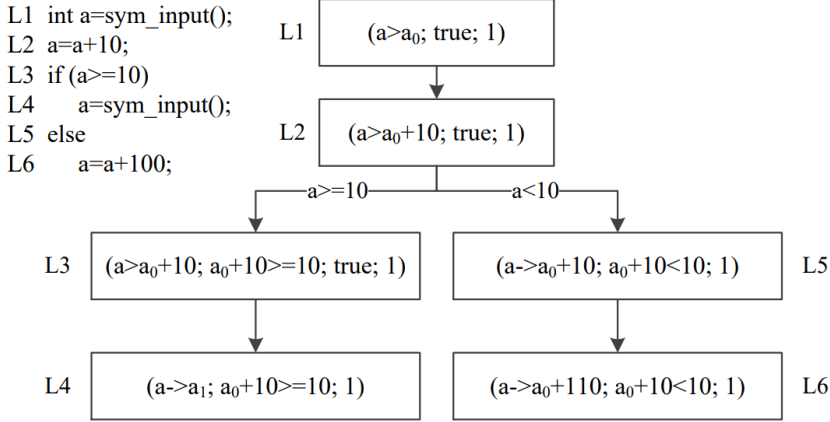 L1 int a=sym_input();
L2 a=a+10;
L3 if (a>=10)
L4 a=sym_input();
L5 else
L6 a=a+100;
L1 (a>a₀; true; 1)
L2 (a>a₀+10; true; 1)
a>=10 a<10
L3 (a>a₀+10; a₀+10>=10; true; 1)
(a->a₀+10; a₀+10<10; 1) L5
L4 (a->a₁; a₀+10>=10; 1)
(a->a₀+110; a₀+10<10; 1) L6